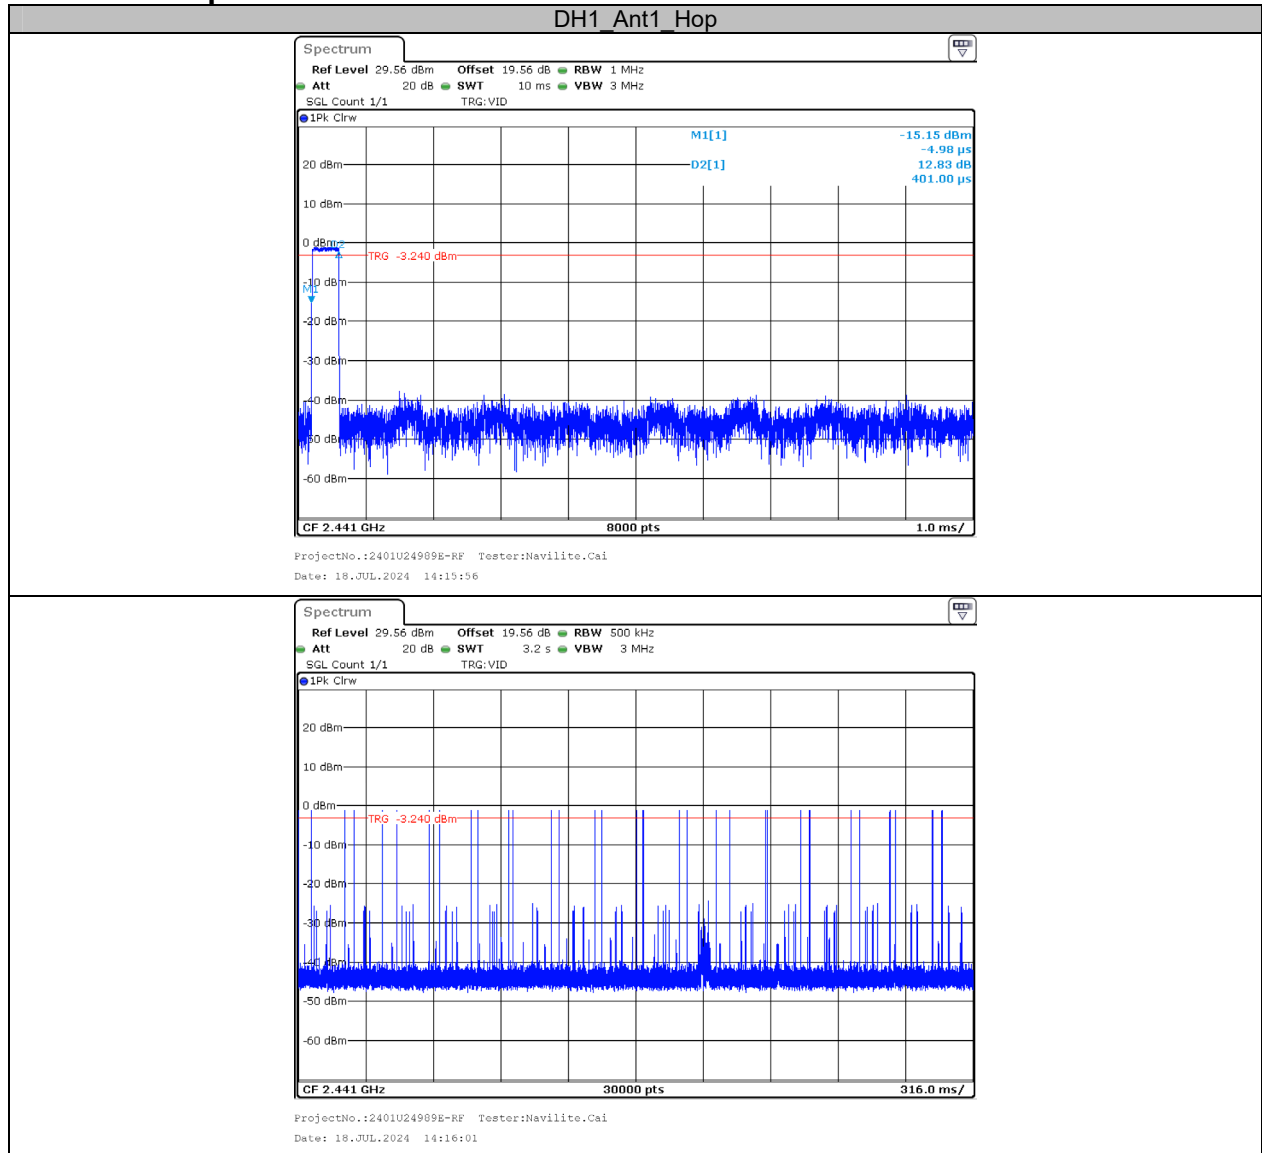 DH1_Ant1_Hop
Spectrum
Ref Level 29.56 dBm Offset 19.56 dB RBW 1 MHz
Att 20 dB SWT 10 ms VBW 3 MHz
SGL Count 1/1 TRG:VID
1Pk Clrw
M1[1] -15.15 dBm
-4.98 µs
20 dBm D2[1] 12.83 dB
401.00 µs
10 dBm
0 dBm D2
TRG -3.240 dBm
-10 dBm
M1
-20 dBm
-30 dBm
-40 dBm
-50 dBm
-60 dBm
CF 2.441 GHz 8000 pts 1.0 ms/
ProjectNo.:2401U24989E-RF Tester:Navilite.Cai
Date: 18.JUL.2024 14:15:56
Spectrum
Ref Level 29.56 dBm Offset 19.56 dB RBW 500 kHz
Att 20 dB SWT 3.2 s VBW 3 MHz
SGL Count 1/1 TRG:VID
1Pk Clrw
20 dBm
10 dBm
0 dBm
TRG -3.240 dBm
-10 dBm
-20 dBm
-30 dBm
-40 dBm
-50 dBm
-60 dBm
CF 2.441 GHz 30000 pts 316.0 ms/
ProjectNo.:2401U24989E-RF Tester:Navilite.Cai
Date: 18.JUL.2024 14:16:01